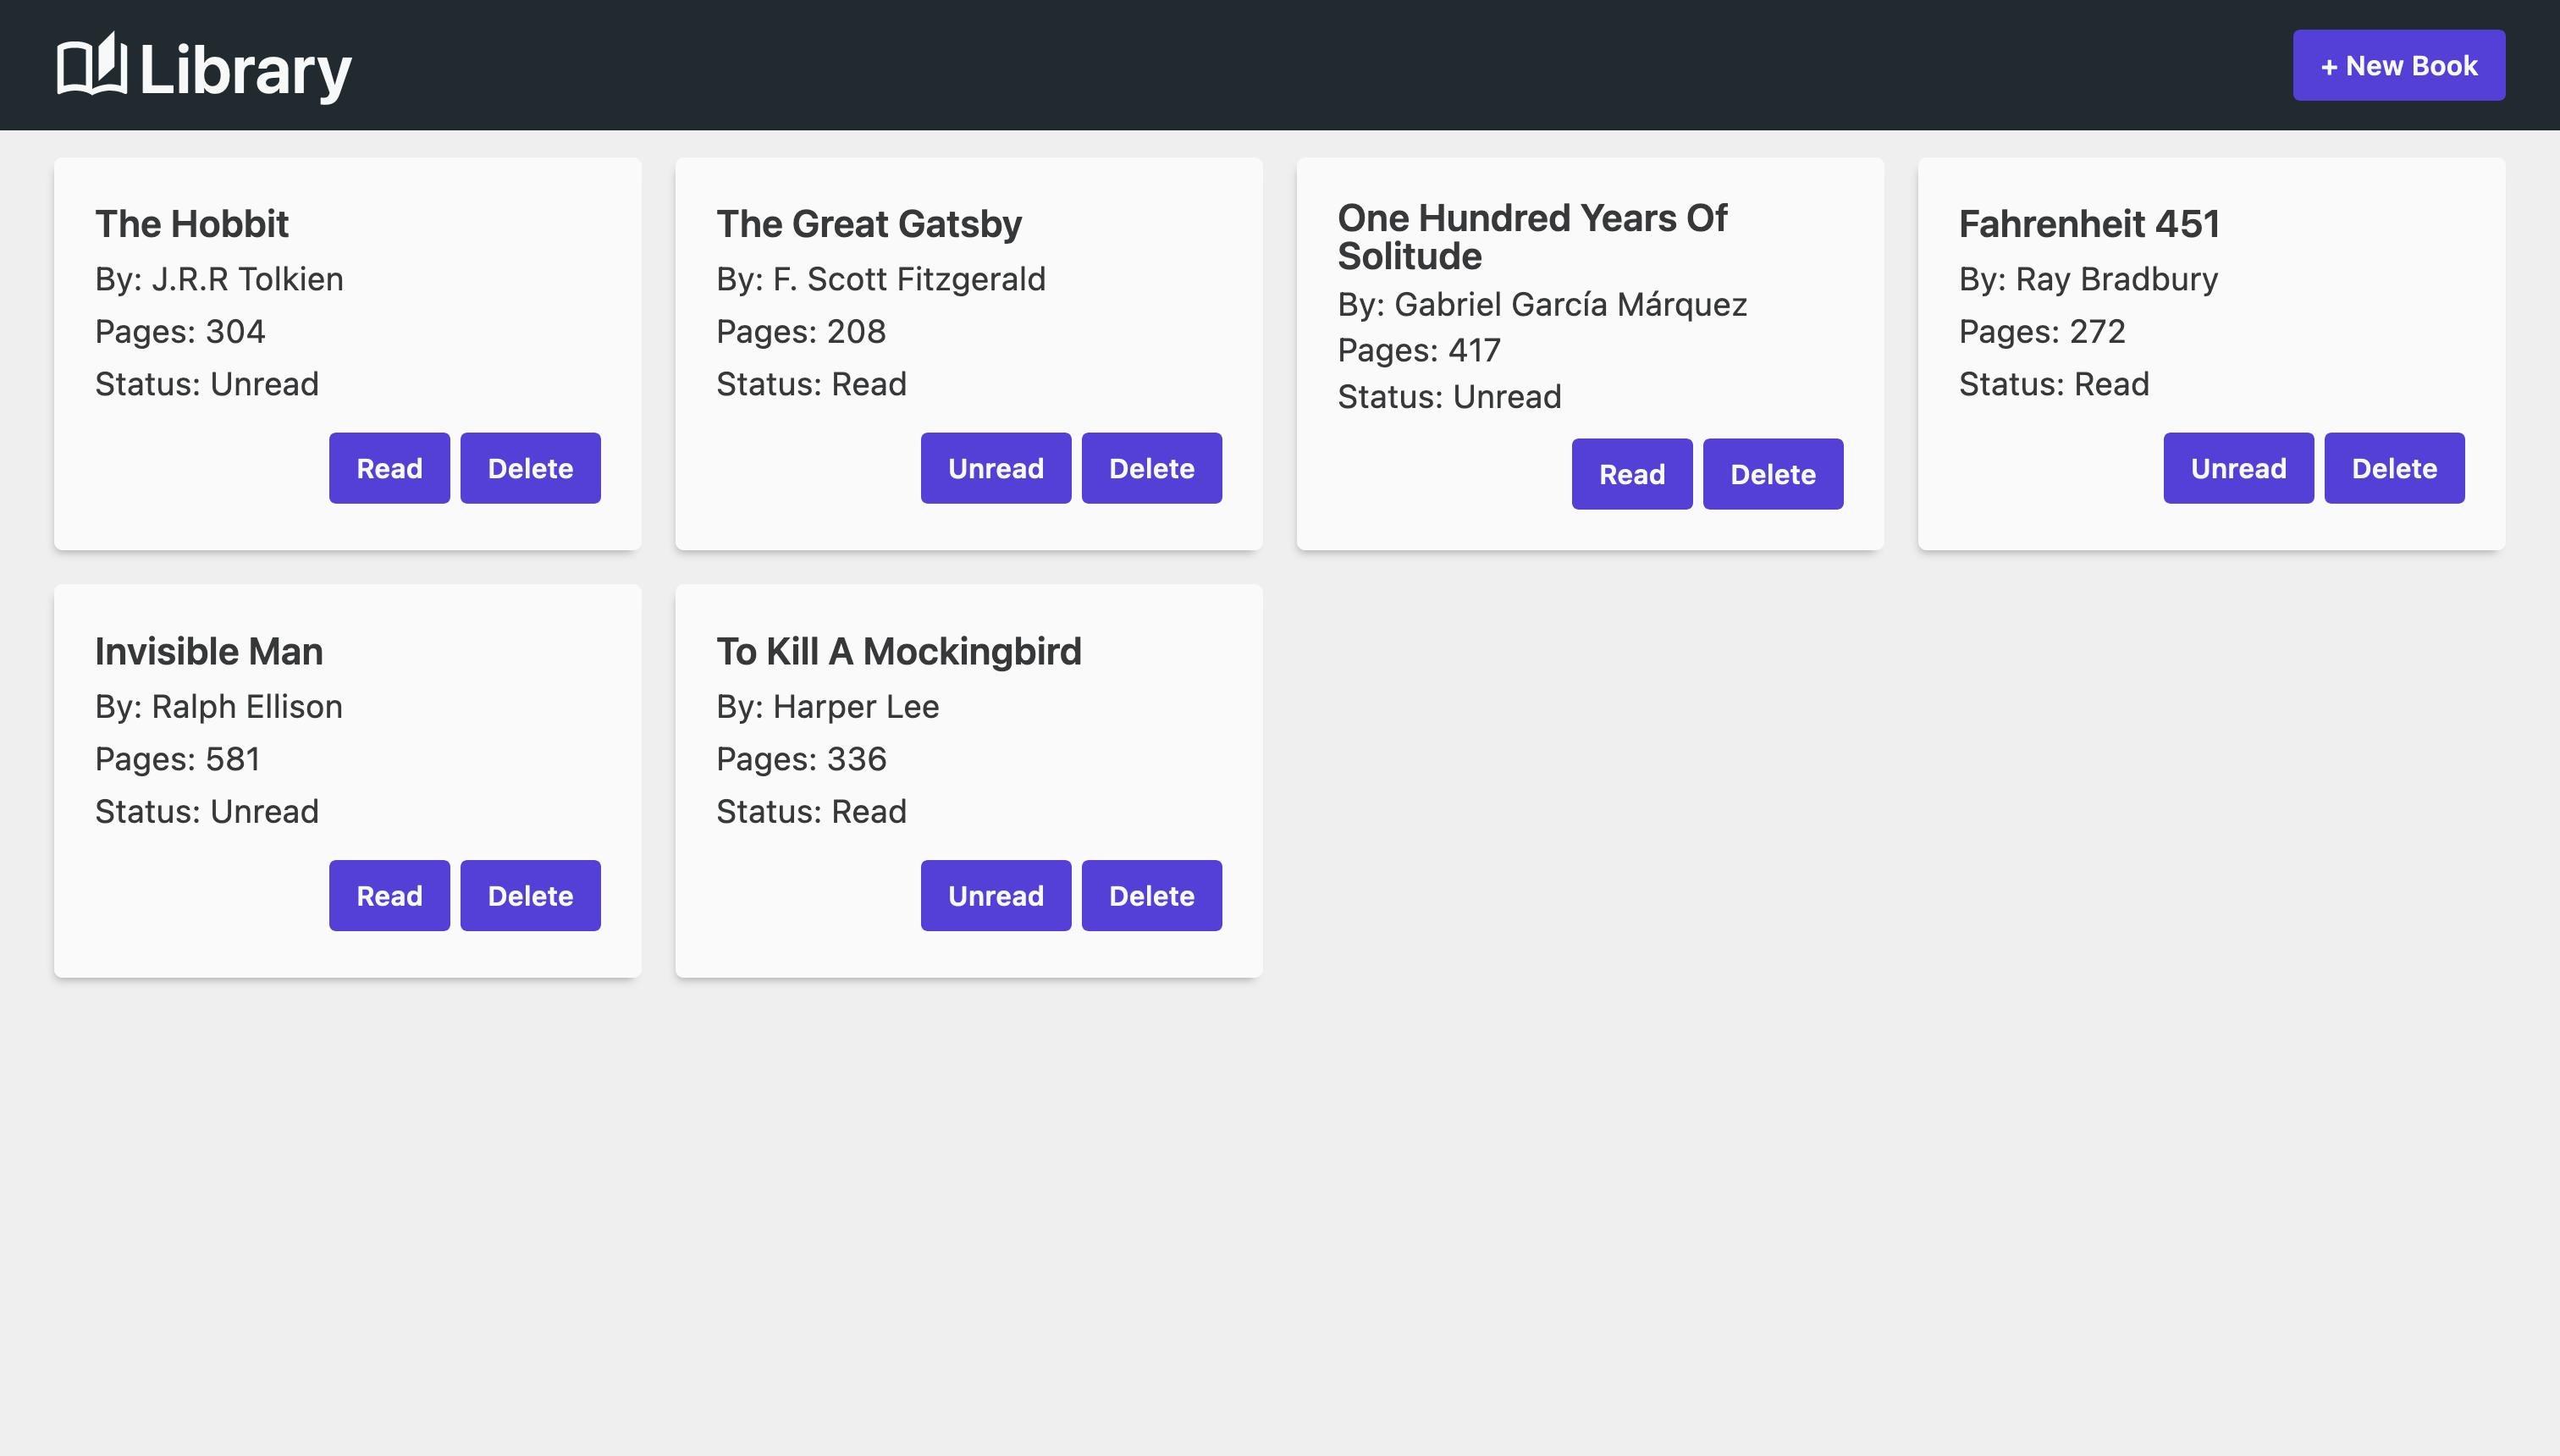 Library
+ New Book
The Hobbit
By: J.R.R Tolkien
Pages: 304
Status: Unread
Read
Delete
The Great Gatsby
By: F. Scott Fitzgerald
Pages: 208
Status: Read
Unread
Delete
One Hundred Years Of
Solitude
By: Gabriel García Márquez
Pages: 417
Status: Unread
Read
Delete
Fahrenheit 451
By: Ray Bradbury
Pages: 272
Status: Read
Unread
Delete
Invisible Man
By: Ralph Ellison
Pages: 581
Status: Unread
Read
Delete
To Kill A Mockingbird
By: Harper Lee
Pages: 336
Status: Read
Unread
Delete